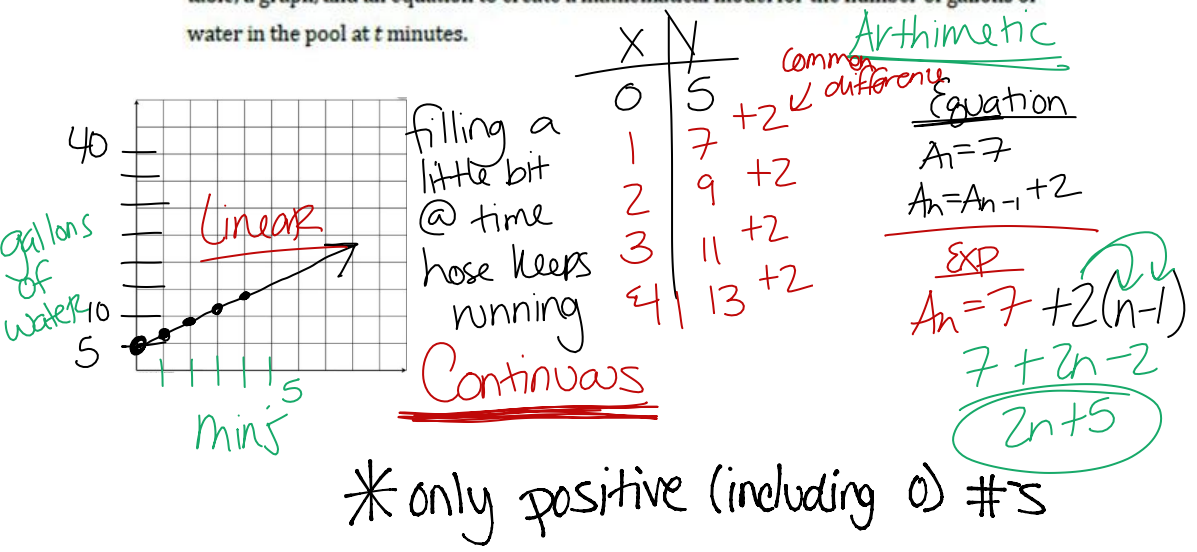 water in the pool at t minutes.
X N
0 5
1 7 +2
2 9 +2
3 11 +2
4 13 +2
Common
difference
Arthimetic
Equation
A₁=7
Aₙ=Aₙ₋₁+2
Exp
Aₙ=7+2(n-1)
7+2n-2
2n+5
40
10
5
gallons
of
water
Linear
5
mins
filling a
little bit
@ time
hose keeps
running
Continuous
*only positive (including 0) #'s